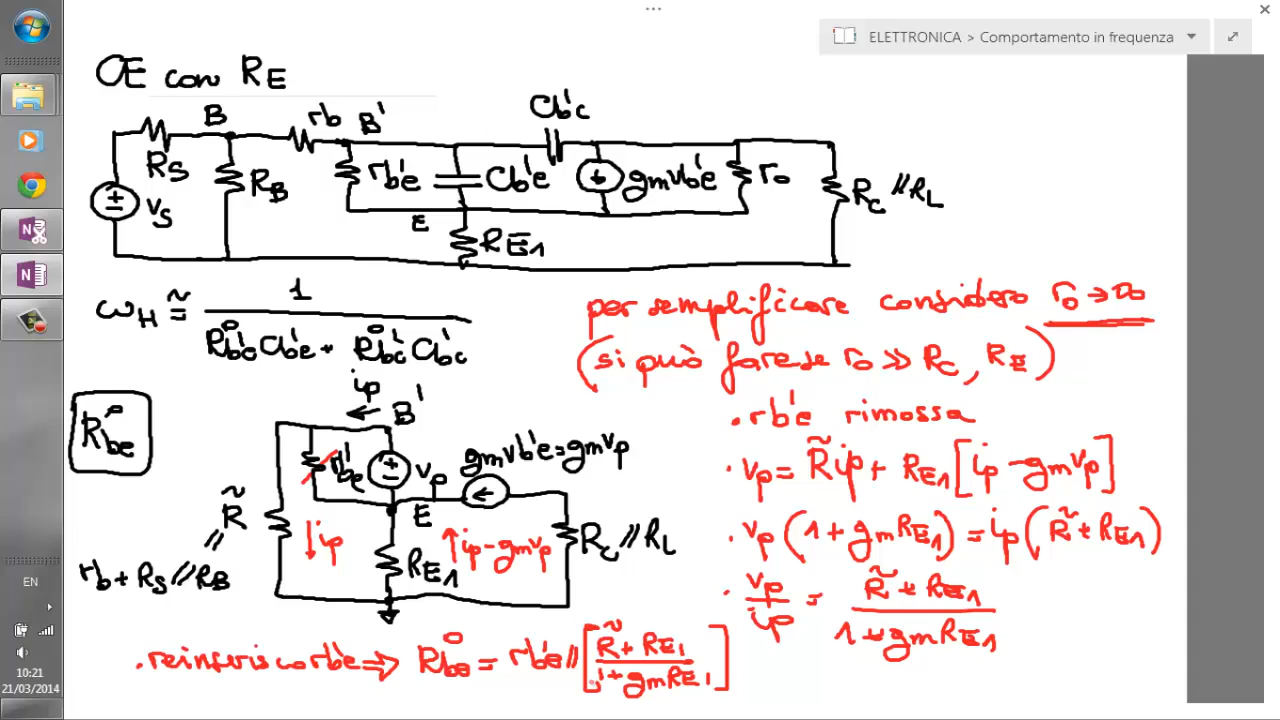 ELETTRONICA > Comportamento in frequenza
CE con RE
B rb B' Cb'c
RS RB rb'e Cb'e gmvb'e ro RC // RL
vS E RE1
ωH ≅ 1 / (Rb'e° Cb'e + Rb'c° Cb'c)
per semplificare considero ro → ∞
(si può fare se ro >> RC, RE)
Rbe°
ip B'
rb'e vp gmvb'e = gmvp
R̃ E
ip ip - gmvp RC // RL
rb + RS // RB RE1
. rb'e rimossa
. vp = R̃ ip + RE1 [ip - gmvp]
. vp (1 + gmRE1) = ip (R̃ + RE1)
. vp / ip = (R̃ + RE1) / (1 + gmRE1)
. reinserisco rb'e ⇒ Rbe° = rb'e // [(R̃ + RE1) / (1 + gmRE1)]
EN
10:21
21/03/2014